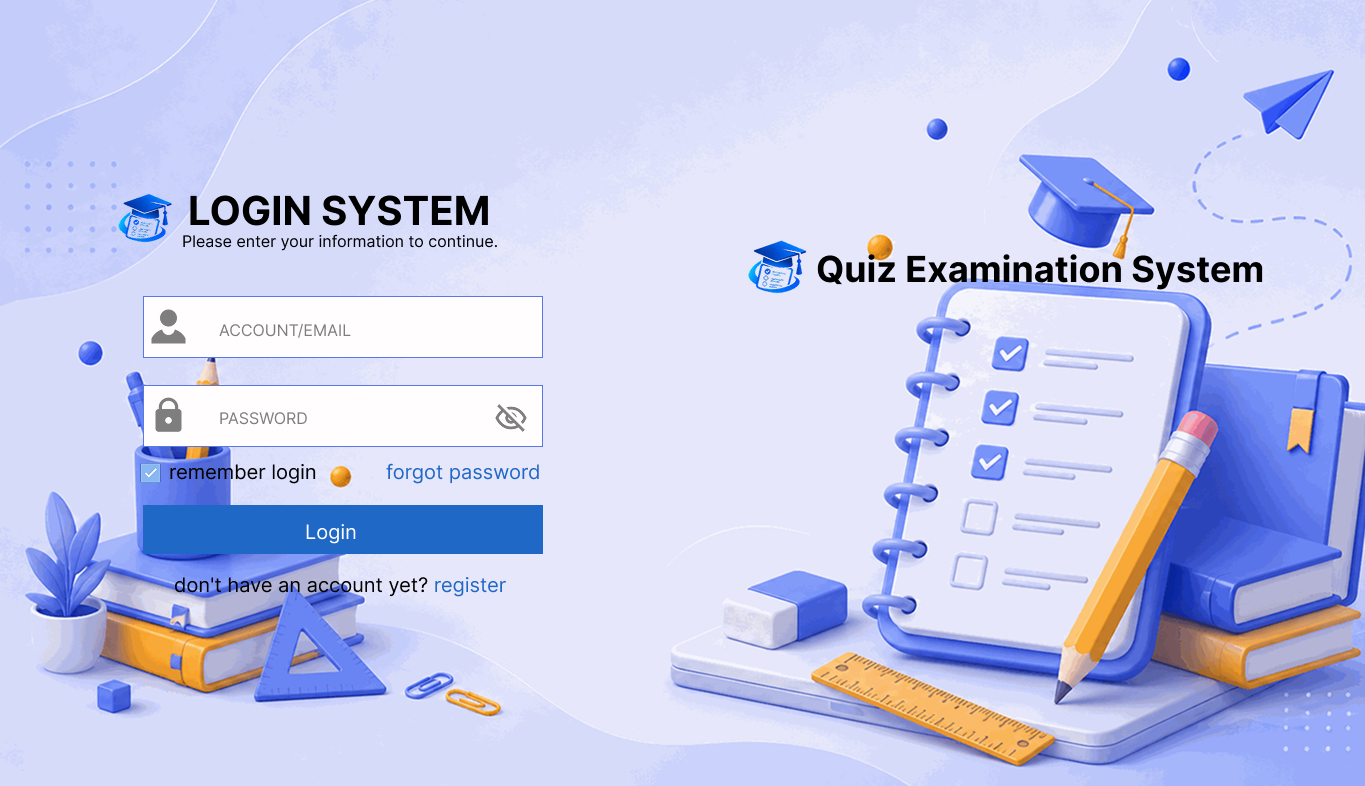 LOGIN SYSTEM
Please enter your information to continue.
Quiz Examination System
ACCOUNT/EMAIL
PASSWORD
remember login
forgot password
Login
don't have an account yet? register